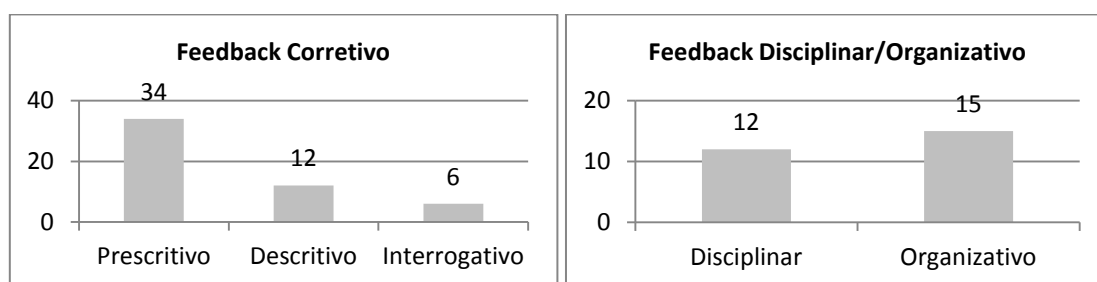 Feedback Corretivo
40
20
0
34
12
6
Prescritivo Descritivo Interrogativo
Feedback Disciplinar/Organizativo
20
10
0
12
15
Disciplinar Organizativo